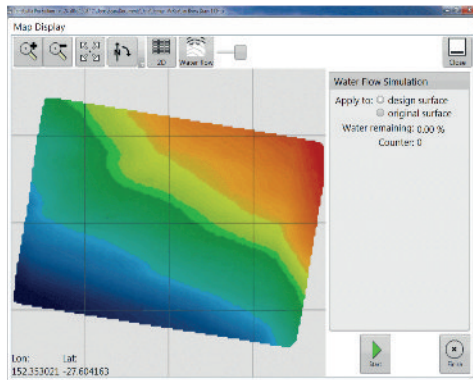 Map Display
2D
Water flow
Close
Water Flow Simulation
Apply to: design surface
original surface
Water remaining: 0.00 %
Counter: 0
Start
Lon: Lat:
152.353021 -27.604163